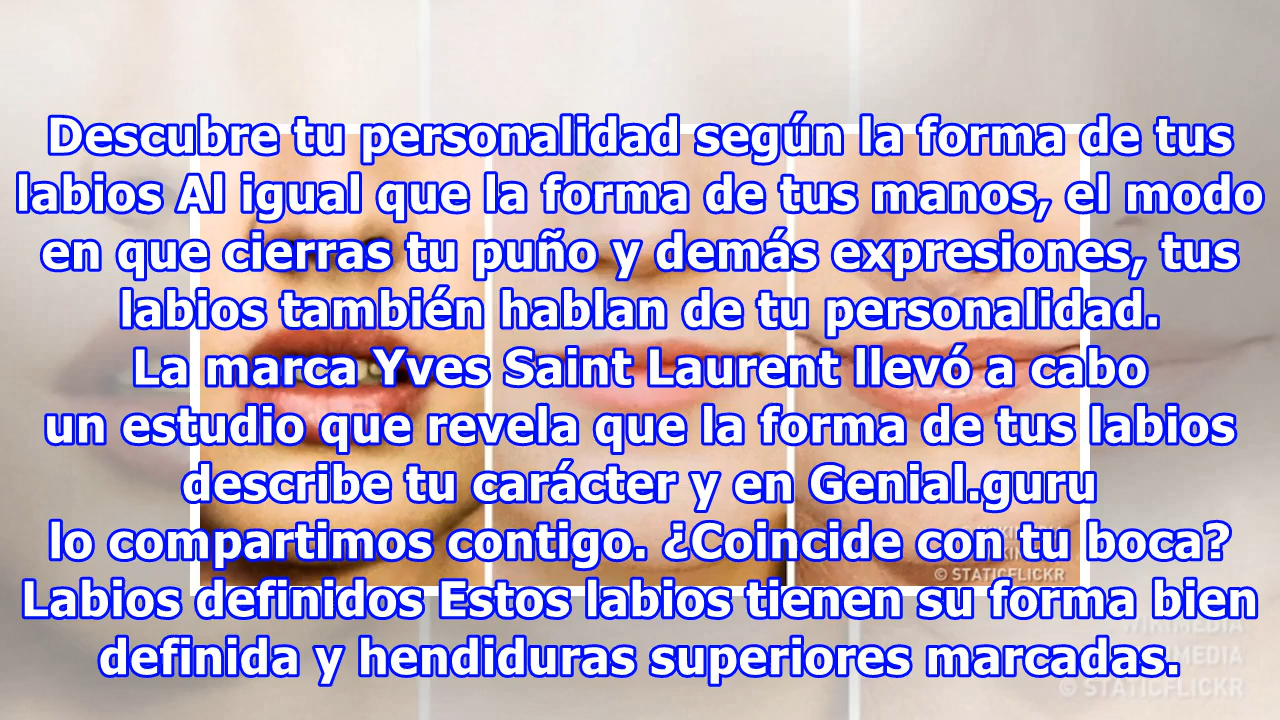 Descubre tu personalidad según la forma de tus
labios Al igual que la forma de tus manos, el modo
en que cierras tu puño y demás expresiones, tus
labios también hablan de tu personalidad.
La marca Yves Saint Laurent llevó a cabo
un estudio que revela que la forma de tus labios
describe tu carácter y en Genial.guru
lo compartimos contigo. ¿Coincide con tu boca?
© STATICFLICKR
Labios definidos Estos labios tienen su forma bien
definida y hendiduras superiores marcadas.
WIKIMEDIA
© STATICFLICKR